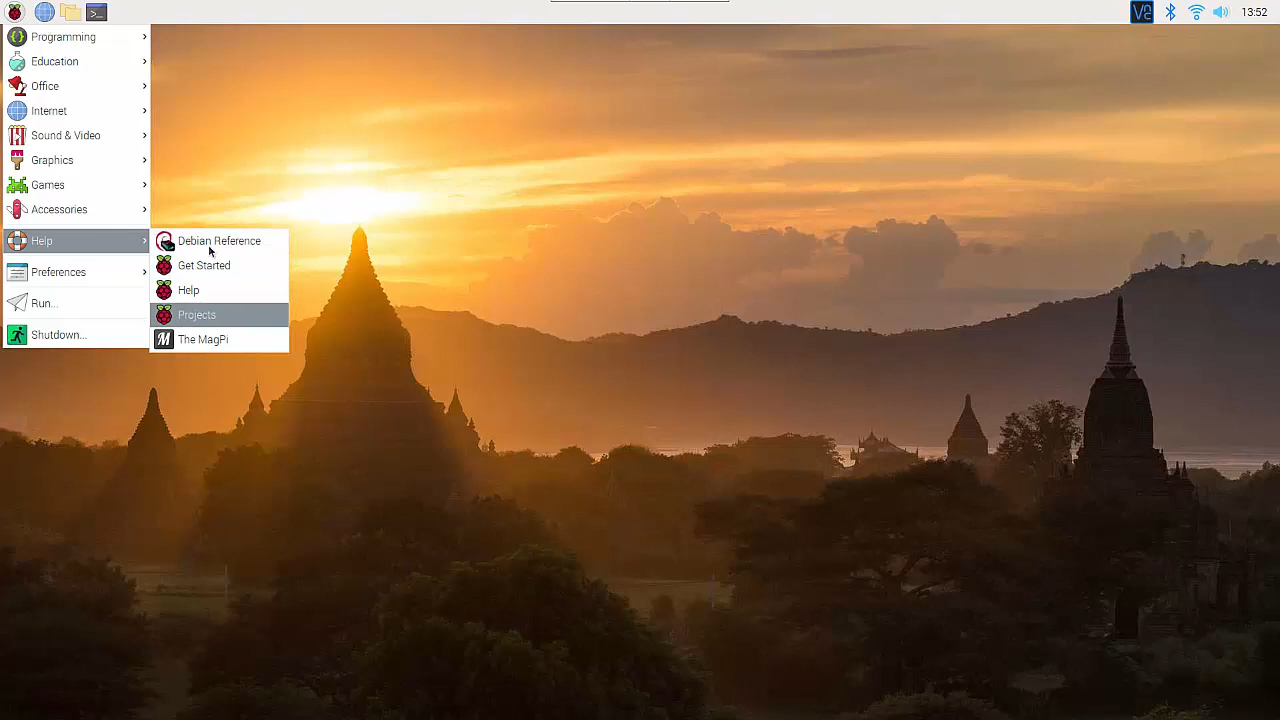 >_
VC
13:52
Programming
Education
Office
Internet
Sound & Video
Graphics
Games
Accessories
Help
Preferences
Run...
Shutdown...
Debian Reference
Get Started
Help
Projects
M The MagPi